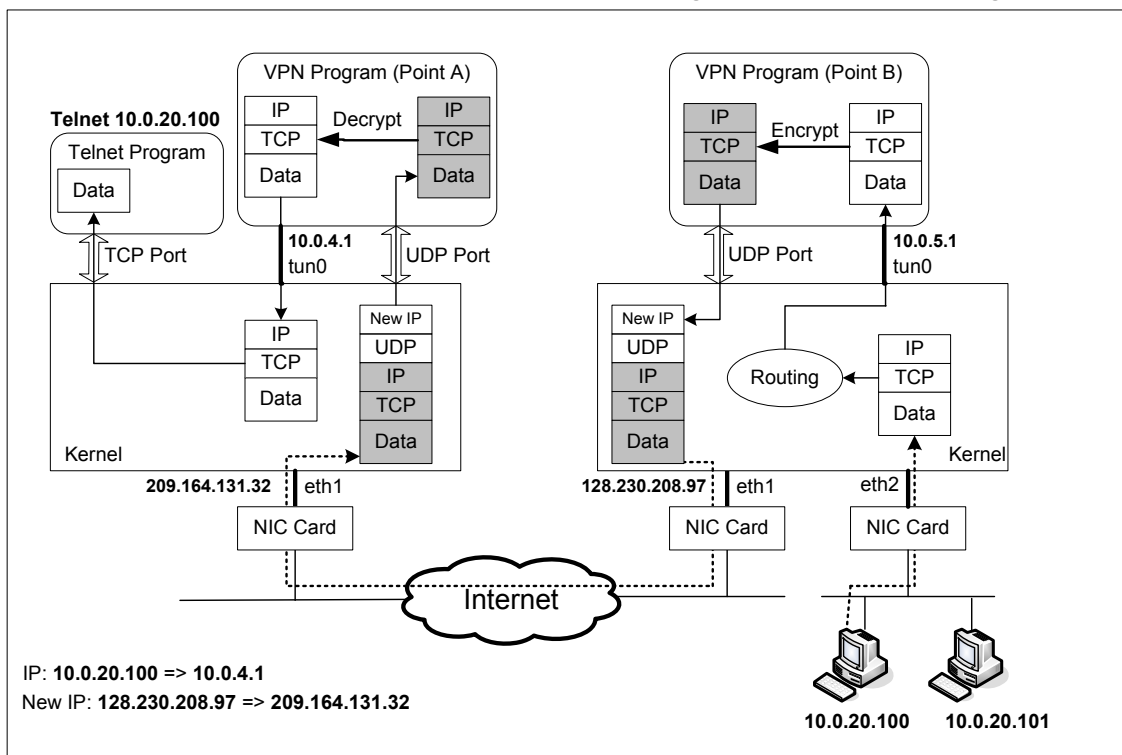 VPN Program (Point A)
IP
TCP
Data
Decrypt
IP
TCP
Data
Telnet 10.0.20.100
Telnet Program
Data
TCP Port
10.0.4.1
tun0
UDP Port
IP
TCP
Data
New IP
UDP
IP
TCP
Data
Kernel
209.164.131.32
eth1
NIC Card
VPN Program (Point B)
IP
TCP
Data
Encrypt
IP
TCP
Data
UDP Port
10.0.5.1
tun0
New IP
UDP
IP
TCP
Data
Routing
IP
TCP
Data
Kernel
128.230.208.97
eth1
eth2
NIC Card
NIC Card
Internet
10.0.20.100
10.0.20.101
IP: 10.0.20.100 => 10.0.4.1
New IP: 128.230.208.97 => 209.164.131.32